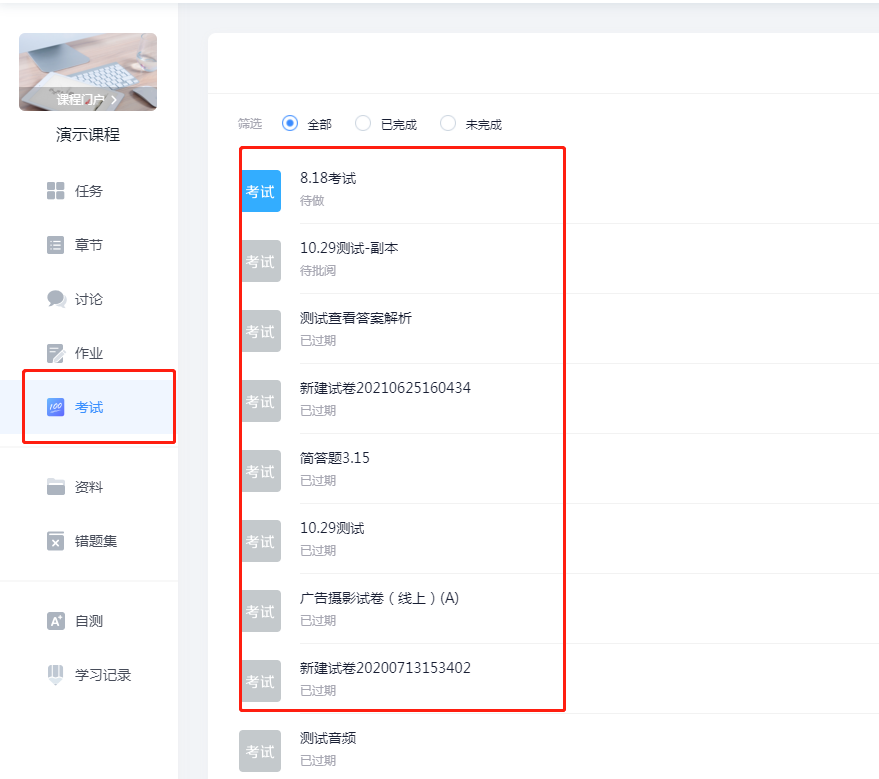 课程门户 >
演示课程
任务
章节
讨论
作业
100
考试
资料
错题集
A+
自测
学习记录
筛选 全部 已完成 未完成
考试
8.18考试
待做
考试
10.29测试-副本
待批阅
考试
测试查看答案解析
已过期
考试
新建试卷20210625160434
已过期
考试
简答题3.15
已过期
考试
10.29测试
已过期
考试
广告摄影试卷（线上）(A)
已过期
考试
新建试卷20200713153402
已过期
考试
测试音频
已过期